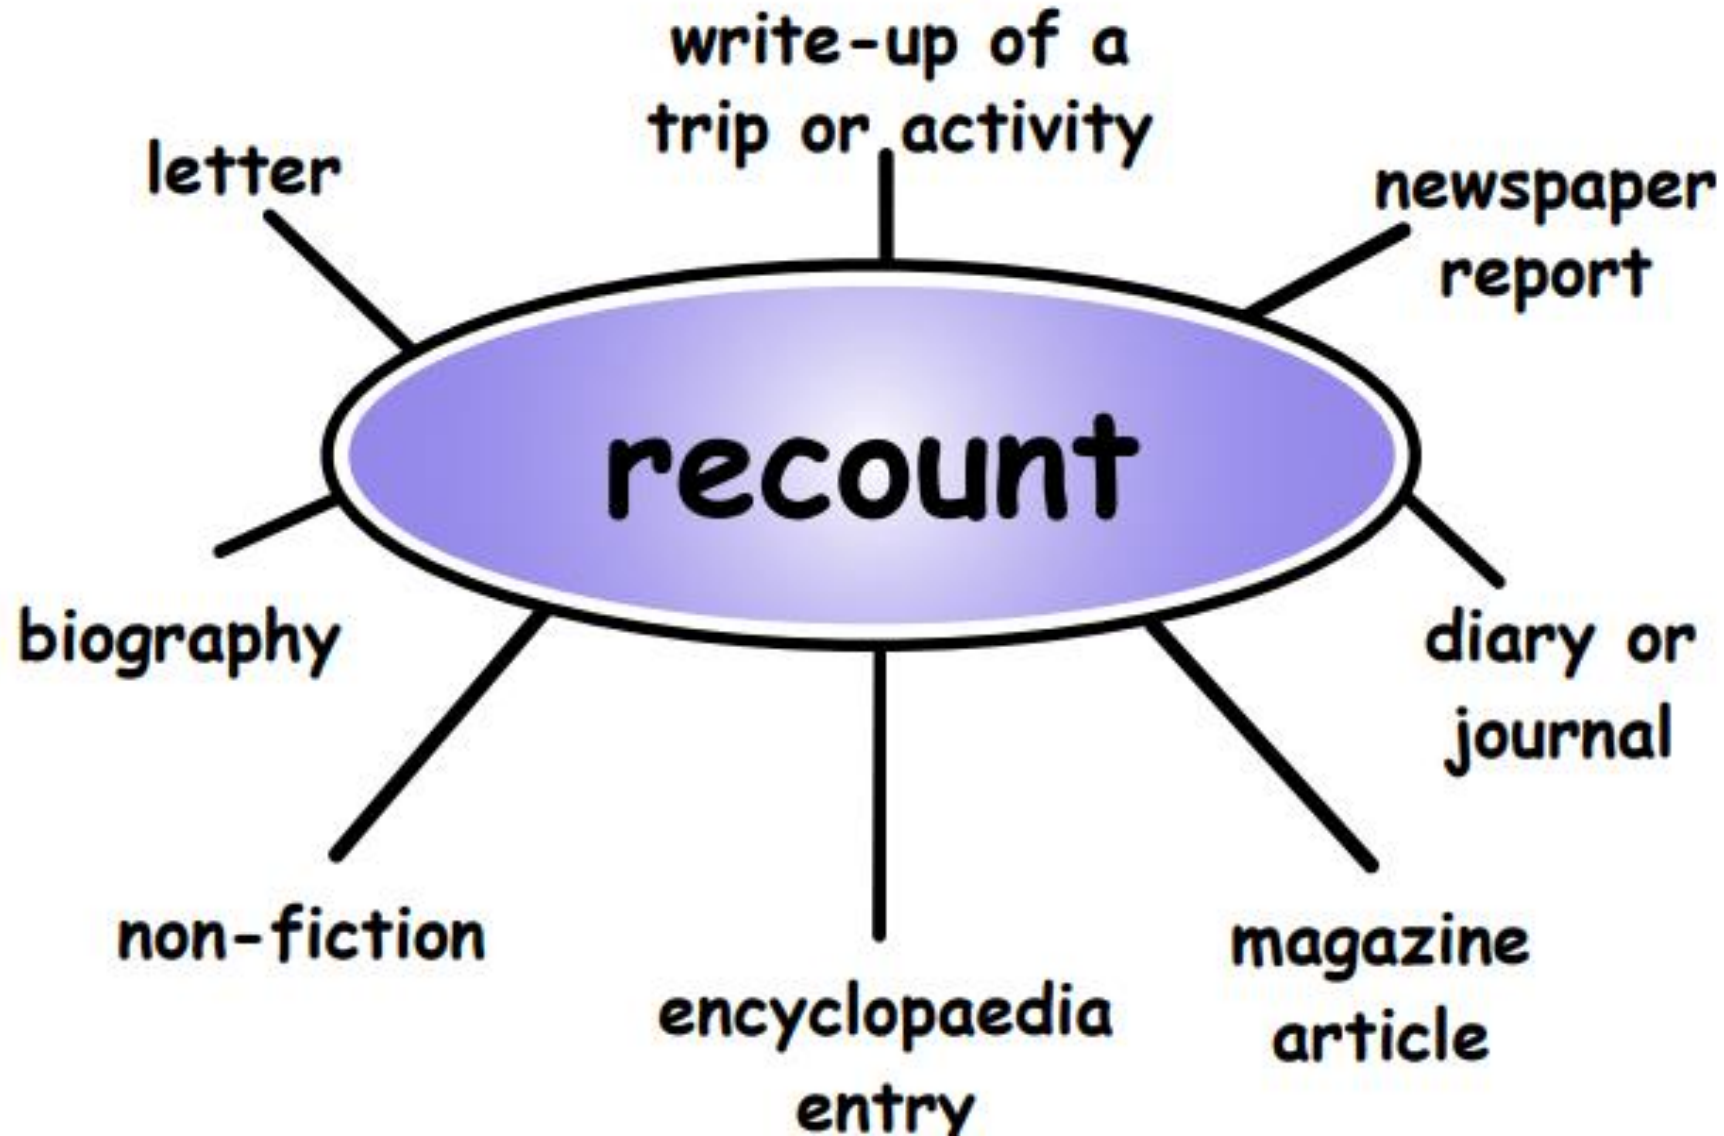 write-up of a
trip or activity
letter
newspaper
report
recount
biography
diary or
journal
non-fiction
magazine
article
encyclopaedia
entry